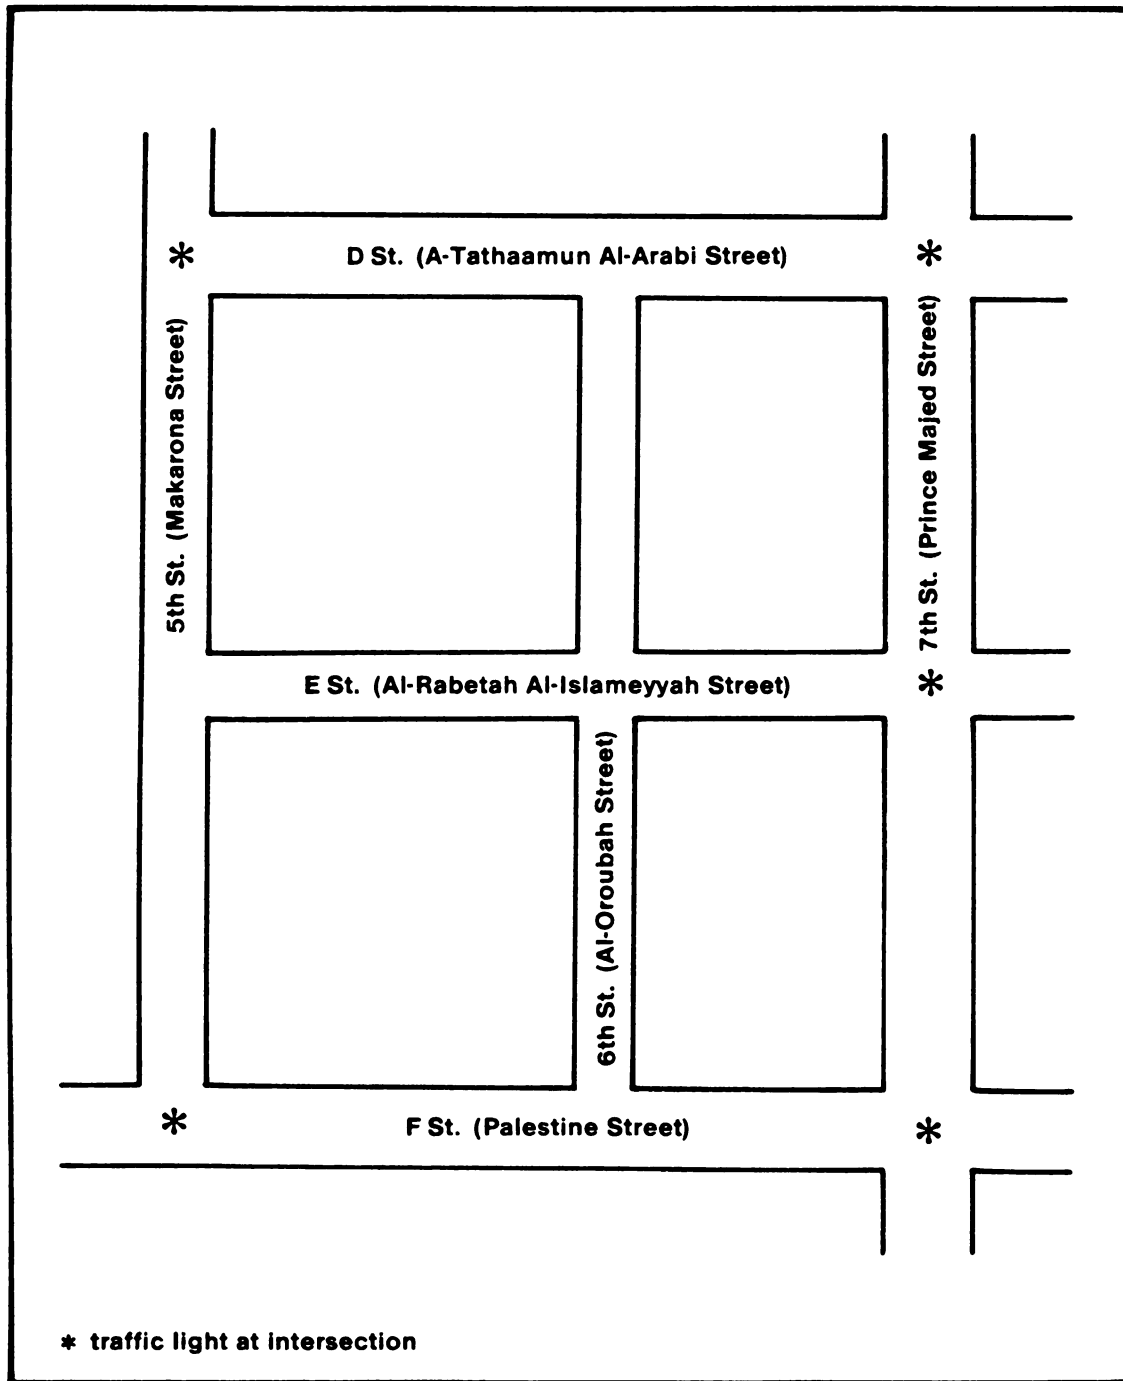 * D St. (A-Tathaamun Al-Arabi Street) *
5th St. (Makarona Street)
7th St. (Prince Majed Street)
E St. (Al-Rabetah Al-Islameyyah Street) *
6th St. (Al-Oroubah Street)
* F St. (Palestine Street) *
* traffic light at intersection